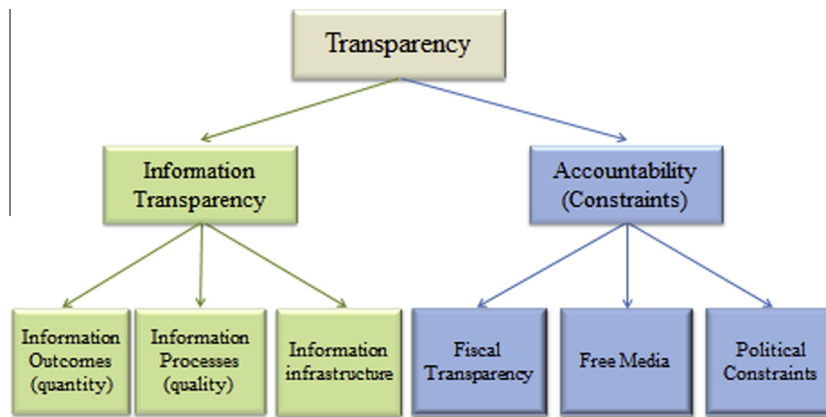 Transparency
Information
Transparency
Accountability
(Constraints)
Information
Outcomes
(quantity)
Information
Processes
(quality)
Information
infrastructure
Fiscal
Transparency
Free Media
Political
Constraints